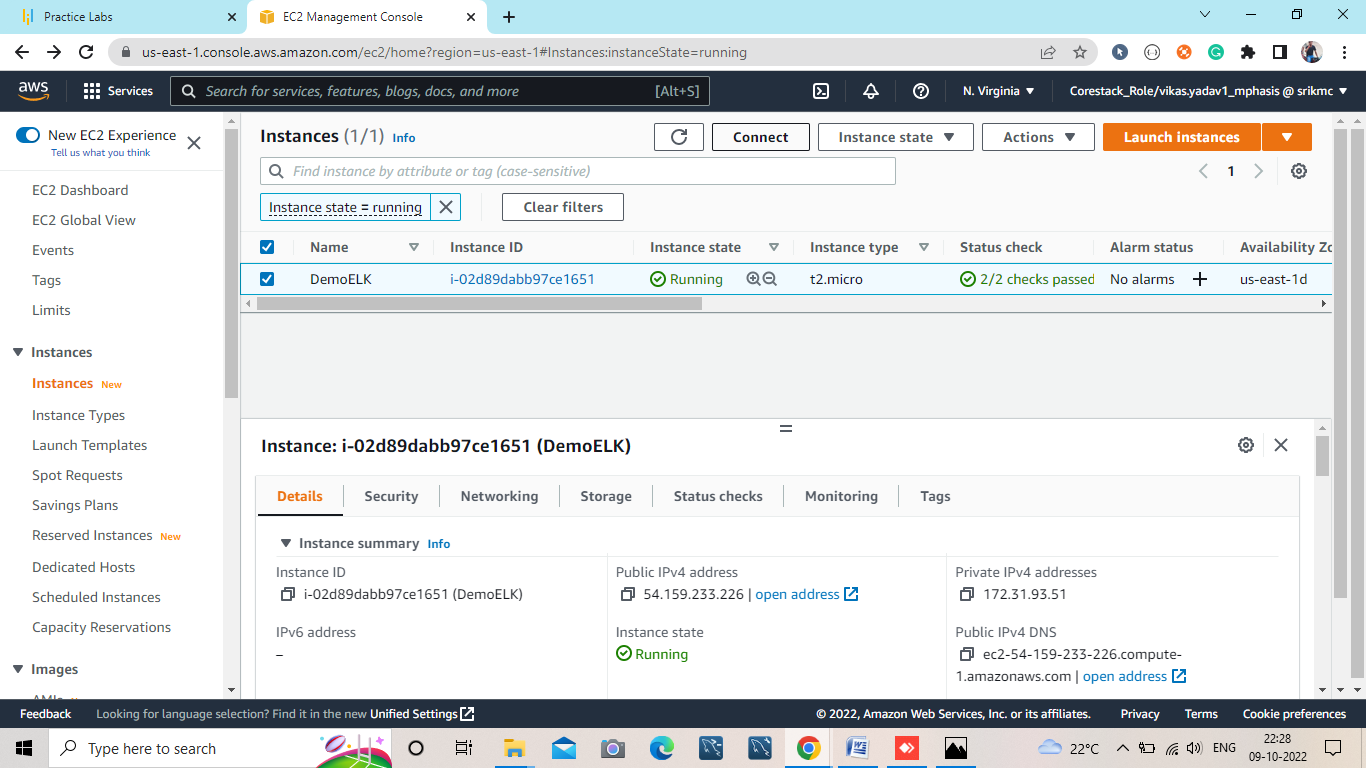 Practice Labs
EC2 Management Console
us-east-1.console.aws.amazon.com/ec2/home?region=us-east-1#Instances:instanceState=running
aws
Services
Search for services, features, blogs, docs, and more [Alt+S]
N. Virginia
Corestack_Role/vikas.yadav1_mphasis @ srikmc
New EC2 Experience
Tell us what you think
EC2 Dashboard
EC2 Global View
Events
Tags
Limits
Instances
Instances New
Instance Types
Launch Templates
Spot Requests
Savings Plans
Reserved Instances New
Dedicated Hosts
Scheduled Instances
Capacity Reservations
Images
Instances (1/1) Info
Connect
Instance state
Actions
Launch instances
Find instance by attribute or tag (case-sensitive)
1
Instance state = running
Clear filters
Name Instance ID Instance state Instance type Status check Alarm status Availability Zo
DemoELK i-02d89dabb97ce1651 Running t2.micro 2/2 checks passed No alarms us-east-1d
Instance: i-02d89dabb97ce1651 (DemoELK)
Details Security Networking Storage Status checks Monitoring Tags
Instance summary Info
Instance ID
i-02d89dabb97ce1651 (DemoELK)
Public IPv4 address
54.159.233.226 | open address
Private IPv4 addresses
172.31.93.51
IPv6 address
–
Instance state
Running
Public IPv4 DNS
ec2-54-159-233-226.compute-
1.amazonaws.com | open address
Feedback
Looking for language selection? Find it in the new Unified Settings
© 2022, Amazon Web Services, Inc. or its affiliates.
Privacy
Terms
Cookie preferences
Type here to search
22°C
ENG
22:28
09-10-2022